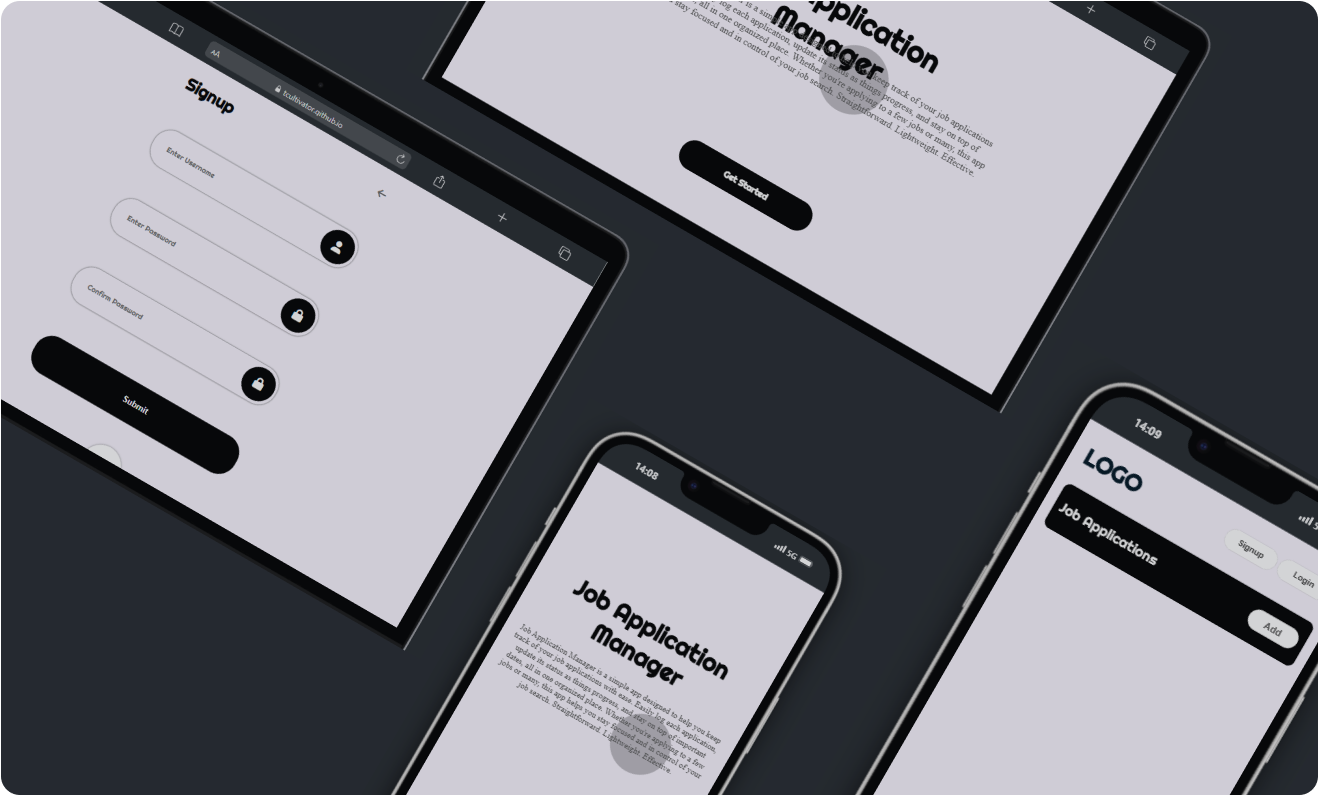 AA
tcultivator.github.io
Signup
Enter Username
Enter Password
Confirm Password
Submit
Application
Manager
is a simple
keep track of your job applications
log each application, update its status as things progress, and stay on top of
all in one organized place. Whether you're applying to a few jobs or many, this app
stay focused and in control of your job search. Straightforward. Lightweight. Effective.
Get Started
14:08
5G
Job Application
Manager
Job Application Manager is a simple app designed to help you keep
track of your job applications with ease. Easily log each application,
update its status as things progress, and stay on top of important
dates, all in one organized place. Whether you're applying to a few
jobs or many, this app helps you stay focused and in control of your
job search. Straightforward. Lightweight. Effective.
14:09
LOGO
Signup
Login
Job Applications
Add